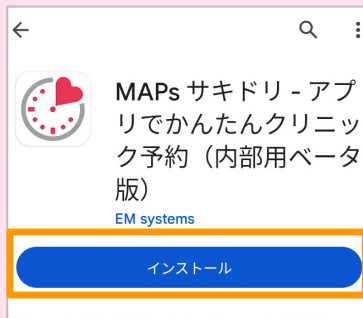 MAPs サキドリ - アプ
リでかんたんクリニッ
ク予約（内部用ベータ
版）
EM systems
インストール